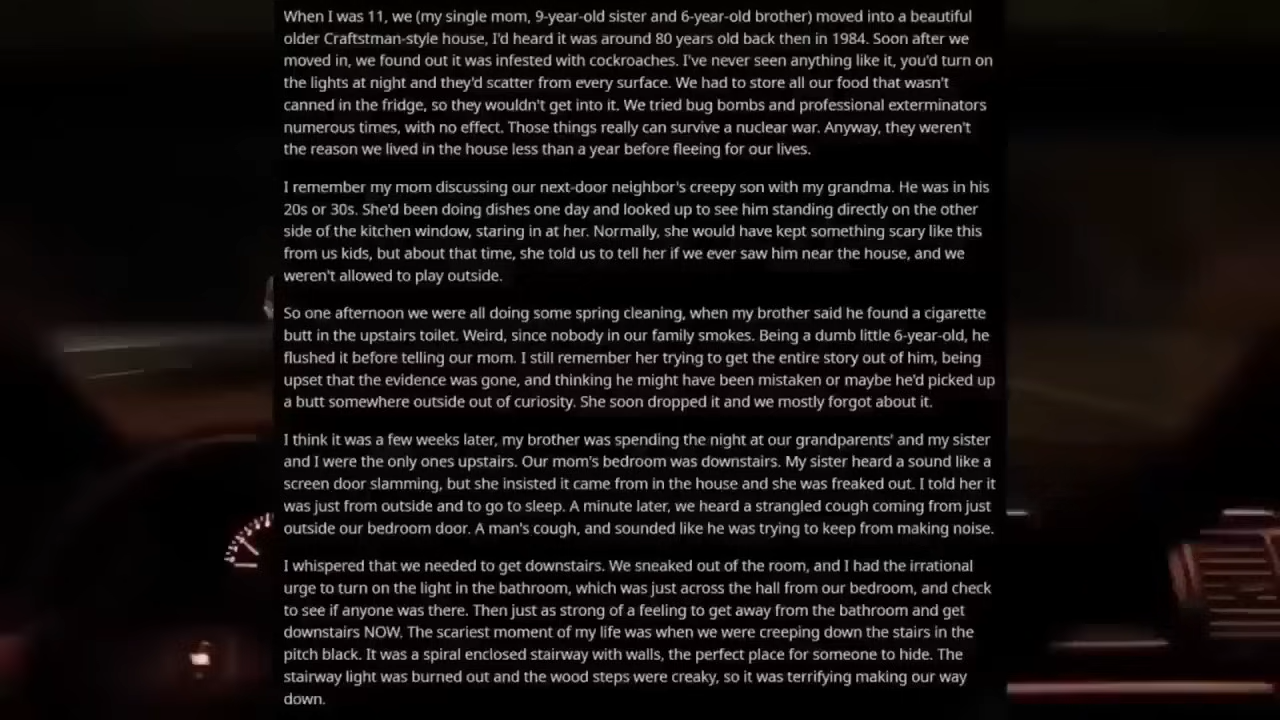 When I was 11, we (my single mom, 9-year-old sister and 6-year-old brother) moved into a beautiful
older Craftstman-style house, I'd heard it was around 80 years old back then in 1984. Soon after we
moved in, we found out it was infested with cockroaches. I've never seen anything like it, you'd turn on
the lights at night and they'd scatter from every surface. We had to store all our food that wasn't
canned in the fridge, so they wouldn't get into it. We tried bug bombs and professional exterminators
numerous times, with no effect. Those things really can survive a nuclear war. Anyway, they weren't
the reason we lived in the house less than a year before fleeing for our lives.
I remember my mom discussing our next-door neighbor's creepy son with my grandma. He was in his
20s or 30s. She'd been doing dishes one day and looked up to see him standing directly on the other
side of the kitchen window, staring in at her. Normally, she would have kept something scary like this
from us kids, but about that time, she told us to tell her if we ever saw him near the house, and we
weren't allowed to play outside.
So one afternoon we were all doing some spring cleaning, when my brother said he found a cigarette
butt in the upstairs toilet. Weird, since nobody in our family smokes. Being a dumb little 6-year-old, he
flushed it before telling our mom. I still remember her trying to get the entire story out of him, being
upset that the evidence was gone, and thinking he might have been mistaken or maybe he'd picked up
a butt somewhere outside out of curiosity. She soon dropped it and we mostly forgot about it.
I think it was a few weeks later, my brother was spending the night at our grandparents' and my sister
and I were the only ones upstairs. Our mom's bedroom was downstairs. My sister heard a sound like a
screen door slamming, but she insisted it came from in the house and she was freaked out. I told her it
was just from outside and to go to sleep. A minute later, we heard a strangled cough coming from just
outside our bedroom door. A man's cough, and sounded like he was trying to keep from making noise.
I whispered that we needed to get downstairs. We sneaked out of the room, and I had the irrational
urge to turn on the light in the bathroom, which was just across the hall from our bedroom, and check
to see if anyone was there. Then just as strong of a feeling to get away from the bathroom and get
downstairs NOW. The scariest moment of my life was when we were creeping down the stairs in the
pitch black. It was a spiral enclosed stairway with walls, the perfect place for someone to hide. The
stairway light was burned out and the wood steps were creaky, so it was terrifying making our way
down.